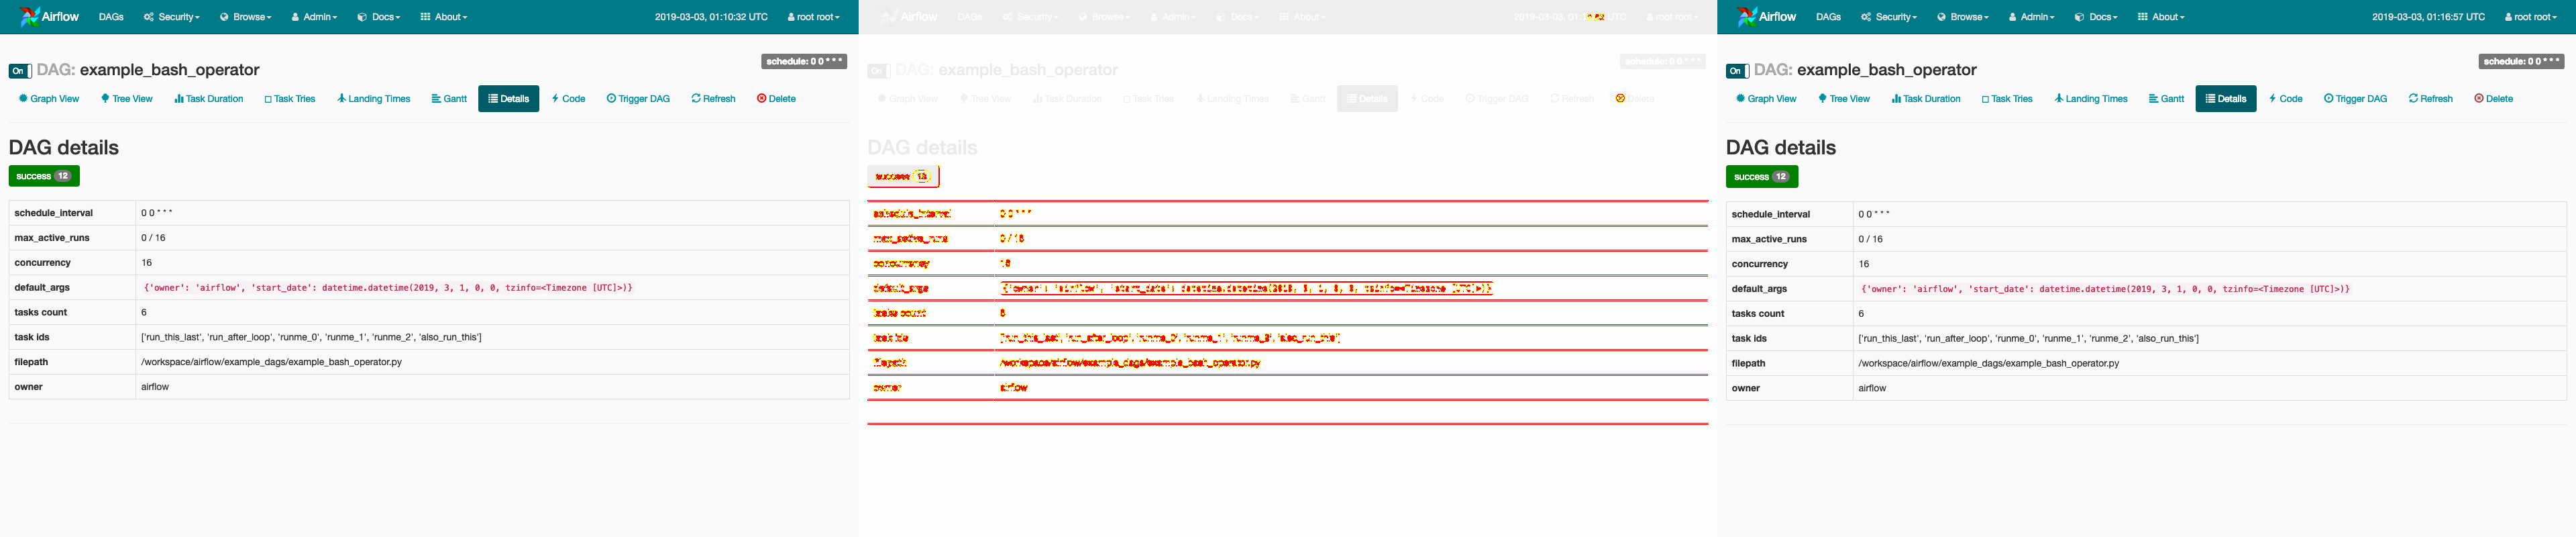 Airflow DAGs Security Browse Admin Docs About 2019-03-03, 01:10:32 UTC root root
schedule: 0 0 * * *
On DAG: example_bash_operator
Graph View Tree View Task Duration Task Tries Landing Times Gantt Details Code Trigger DAG Refresh Delete
DAG details
success 12
schedule_interval 0 0 * * *
max_active_runs 0 / 16
concurrency 16
default_args {'owner': 'airflow', 'start_date': datetime.datetime(2019, 3, 1, 0, 0, tzinfo=<Timezone [UTC]>)}
tasks count 6
task ids ['run_this_last', 'run_after_loop', 'runme_0', 'runme_1', 'runme_2', 'also_run_this']
filepath /workspace/airflow/example_dags/example_bash_operator.py
owner airflow
Airflow DAGs Security Browse Admin Docs About UTC root root
schedule: 0 0 * * *
On DAG: example_bash_operator
Graph View Tree View Task Duration Task Tries Landing Times Gantt Details Code Trigger DAG Refresh Delete
DAG details
success
schedule_interval 0 0 * * *
max_active_runs 0 / 16
concurrency 16
default_args {'owner': 'airflow', 'start_date': datetime.datetime(2019, 3, 1, 0, 0, tzinfo=<Timezone [UTC]>)}
tasks count 6
task ids ['run_this_last', 'run_after_loop', 'runme_0', 'runme_1', 'runme_2', 'also_run_this']
filepath /workspace/airflow/example_dags/example_bash_operator.py
owner airflow
Airflow DAGs Security Browse Admin Docs About 2019-03-03, 01:16:57 UTC root root
schedule: 0 0 * * *
On DAG: example_bash_operator
Graph View Tree View Task Duration Task Tries Landing Times Gantt Details Code Trigger DAG Refresh Delete
DAG details
success 12
schedule_interval 0 0 * * *
max_active_runs 0 / 16
concurrency 16
default_args {'owner': 'airflow', 'start_date': datetime.datetime(2019, 3, 1, 0, 0, tzinfo=<Timezone [UTC]>)}
tasks count 6
task ids ['run_this_last', 'run_after_loop', 'runme_0', 'runme_1', 'runme_2', 'also_run_this']
filepath /workspace/airflow/example_dags/example_bash_operator.py
owner airflow